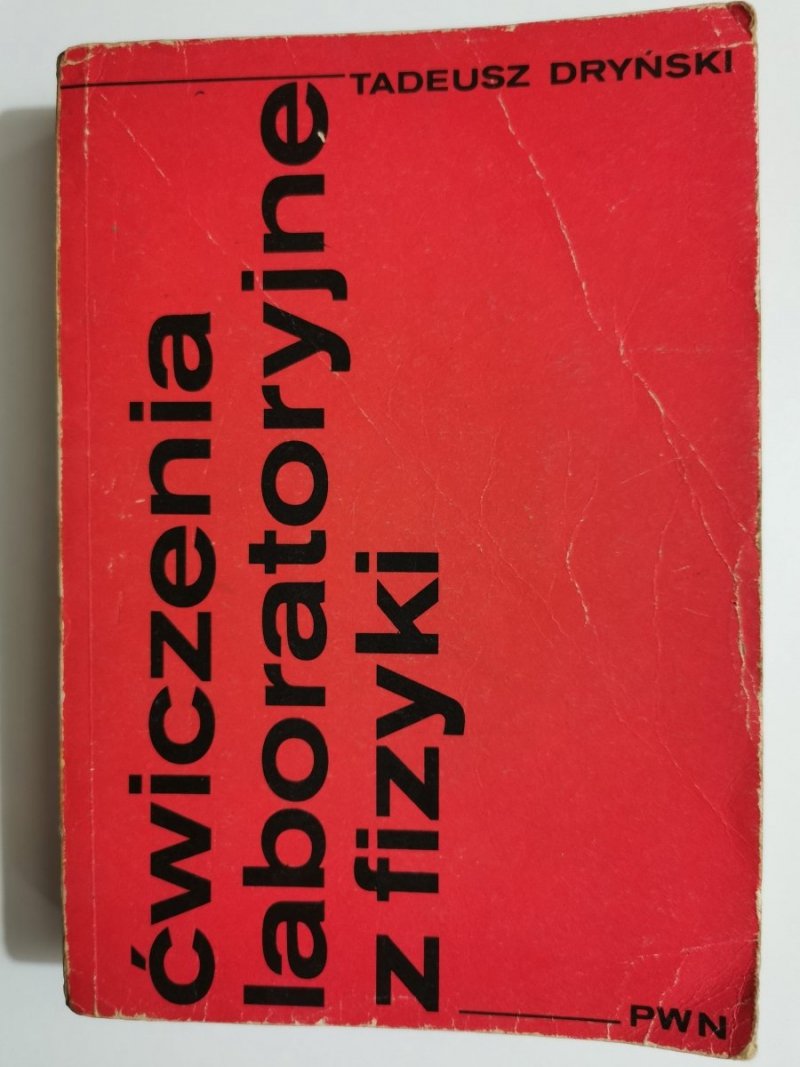 TADEUSZ DRYŃSKI
ćwiczenia
laboratoryjne
z fizyki
PWN